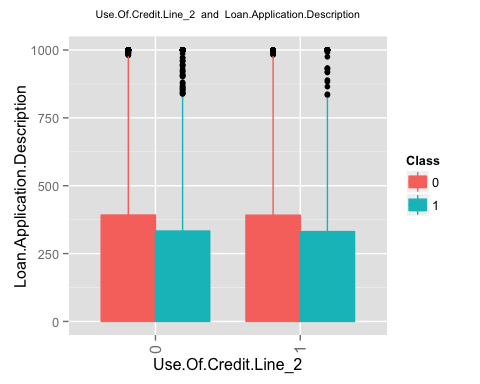 Use.Of.Credit.Line_2 and Loan.Application.Description
1000
750
500
250
0
Loan.Application.Description
0
1
Use.Of.Credit.Line_2
Class
0
1